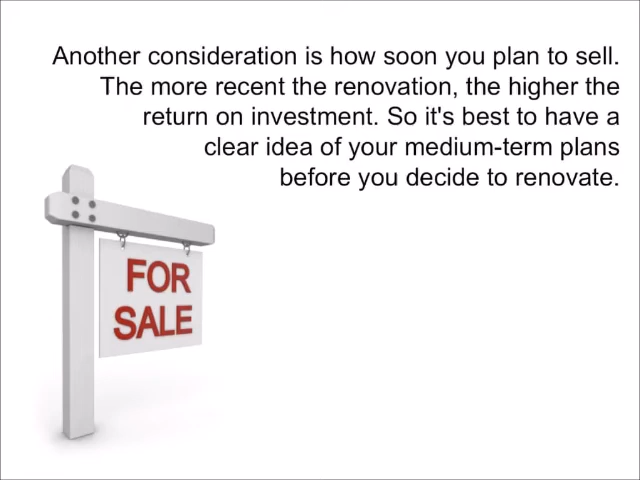 Another consideration is how soon you plan to sell.
The more recent the renovation, the higher the
return on investment. So it's best to have a
clear idea of your medium-term plans
before you decide to renovate.
FOR
SALE